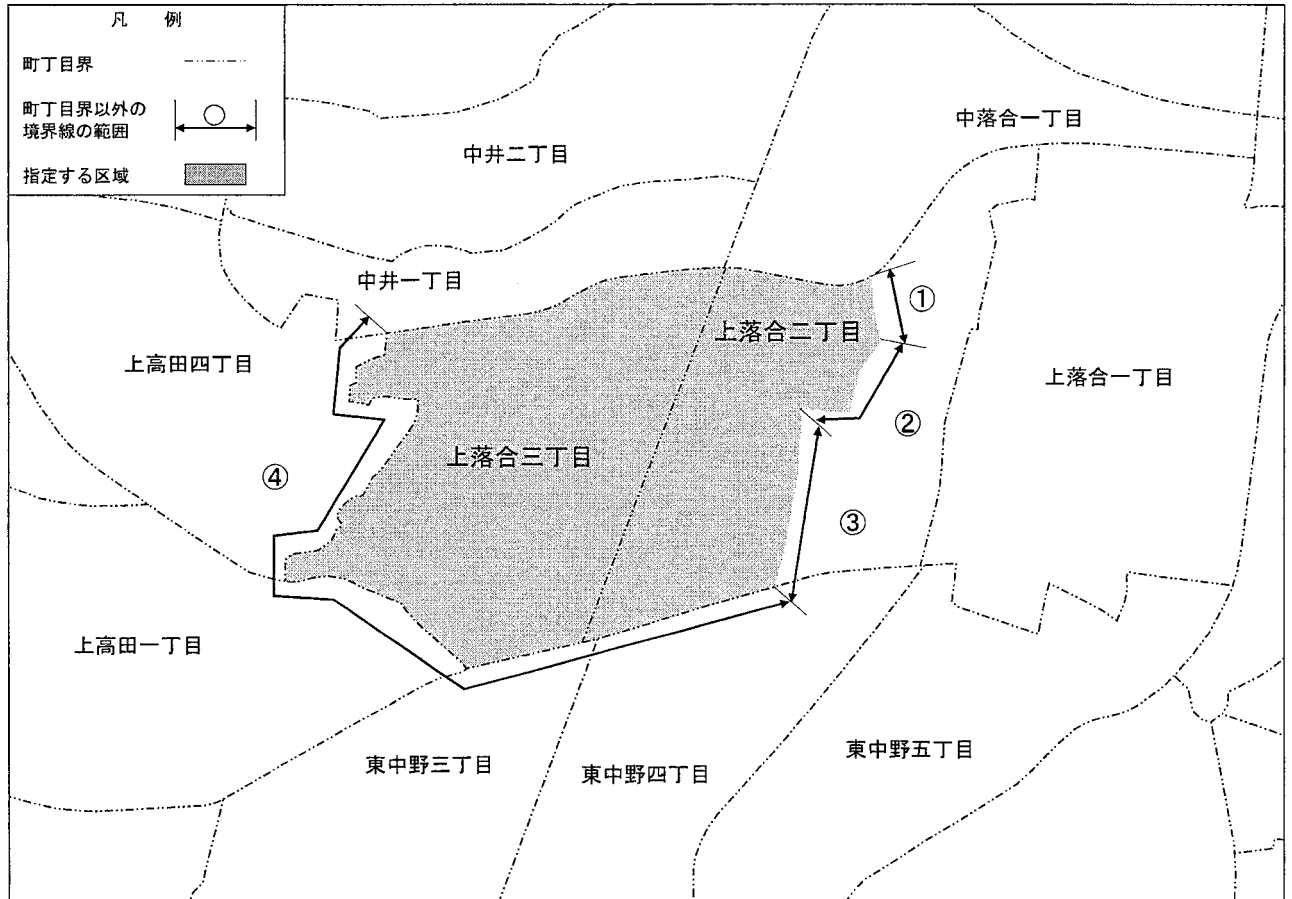 凡 例
町丁目界
町丁目界以外の
境界線の範囲
指定する区域
中落合一丁目
中井二丁目
中井一丁目
①
上落合二丁目
上高田四丁目
上落合一丁目
②
上落合三丁目
④
③
上高田一丁目
東中野三丁目
東中野四丁目
東中野五丁目